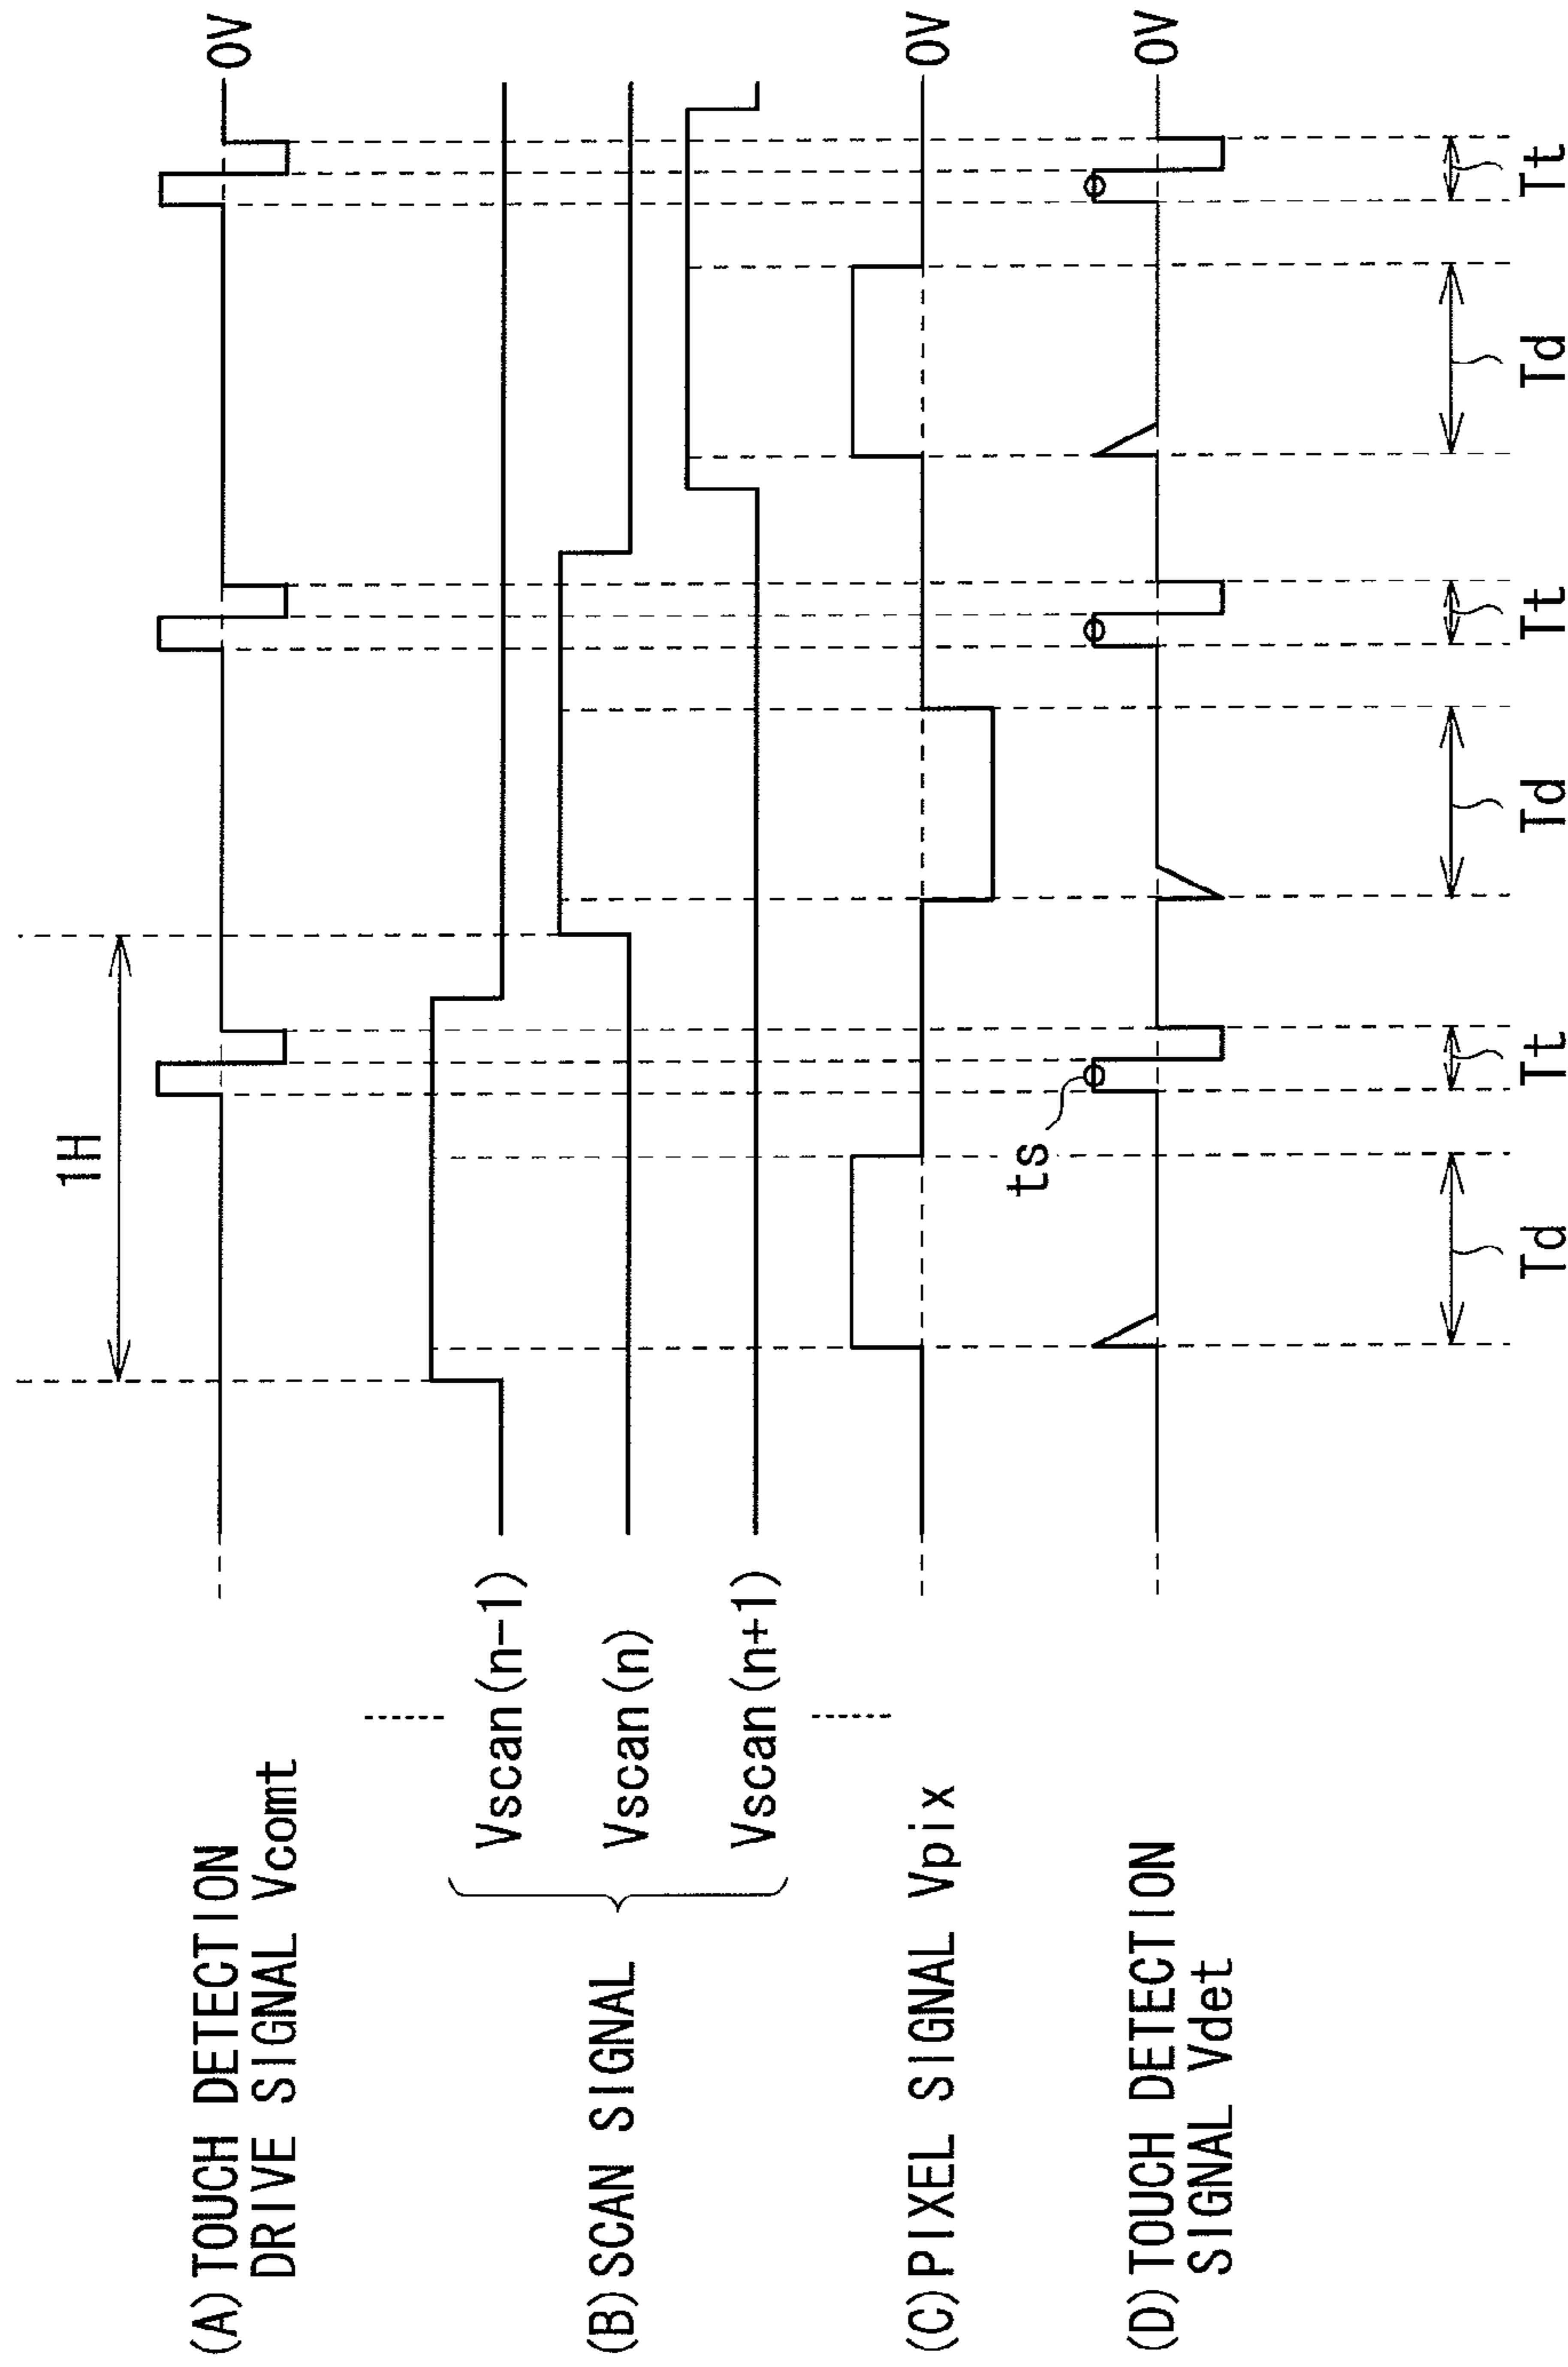 1H
(A) TOUCH DETECTION
DRIVE SIGNAL Vcomt
0V
(B) SCAN SIGNAL
Vscan(n-1)
Vscan(n)
Vscan(n+1)
(C) PIXEL SIGNAL Vpix
0V
ts
(D) TOUCH DETECTION
SIGNAL Vdet
0V
Td
Tt
Td
Tt
Td
Tt